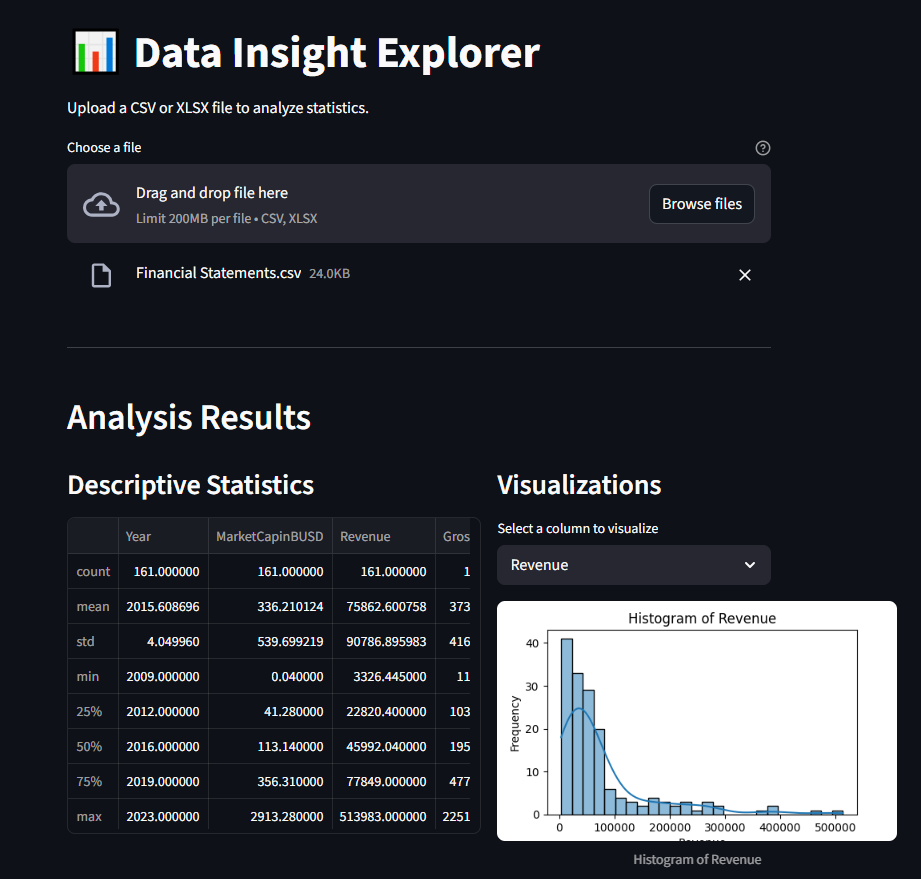 Data Insight Explorer
Upload a CSV or XLSX file to analyze statistics.
Choose a file
Drag and drop file here
Limit 200MB per file • CSV, XLSX
Browse files
Financial Statements.csv 24.0KB
Analysis Results
Descriptive Statistics
Year MarketCapinBUSD Revenue Gros
count 161.000000 161.000000 161.000000 1
mean 2015.608696 336.210124 75862.600758 373
std 4.049960 539.699219 90786.895983 416
min 2009.000000 0.040000 3326.445000 11
25% 2012.000000 41.280000 22820.400000 103
50% 2016.000000 113.140000 45992.040000 195
75% 2019.000000 356.310000 77849.000000 477
max 2023.000000 2913.280000 513983.000000 2251
Visualizations
Select a column to visualize
Revenue
Histogram of Revenue
Frequency
40
30
20
10
0
0 100000 200000 300000 400000 500000
Revenue
Histogram of Revenue